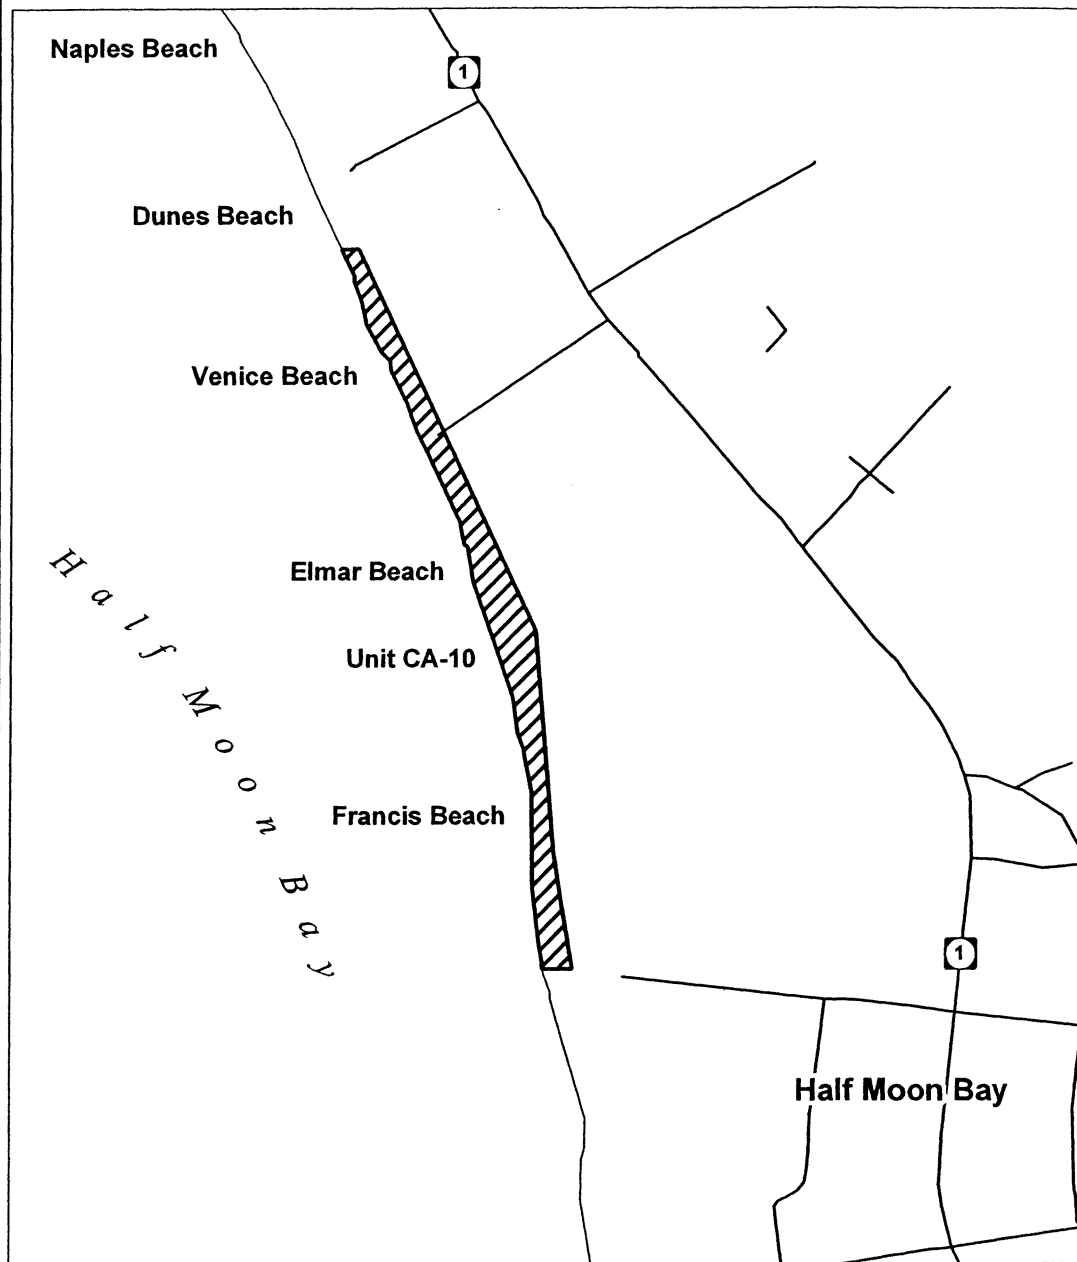 Naples Beach
1
Dunes Beach
Venice Beach
Elmar Beach
Half Moon Bay
Unit CA-10
Francis Beach
1
Half Moon Bay